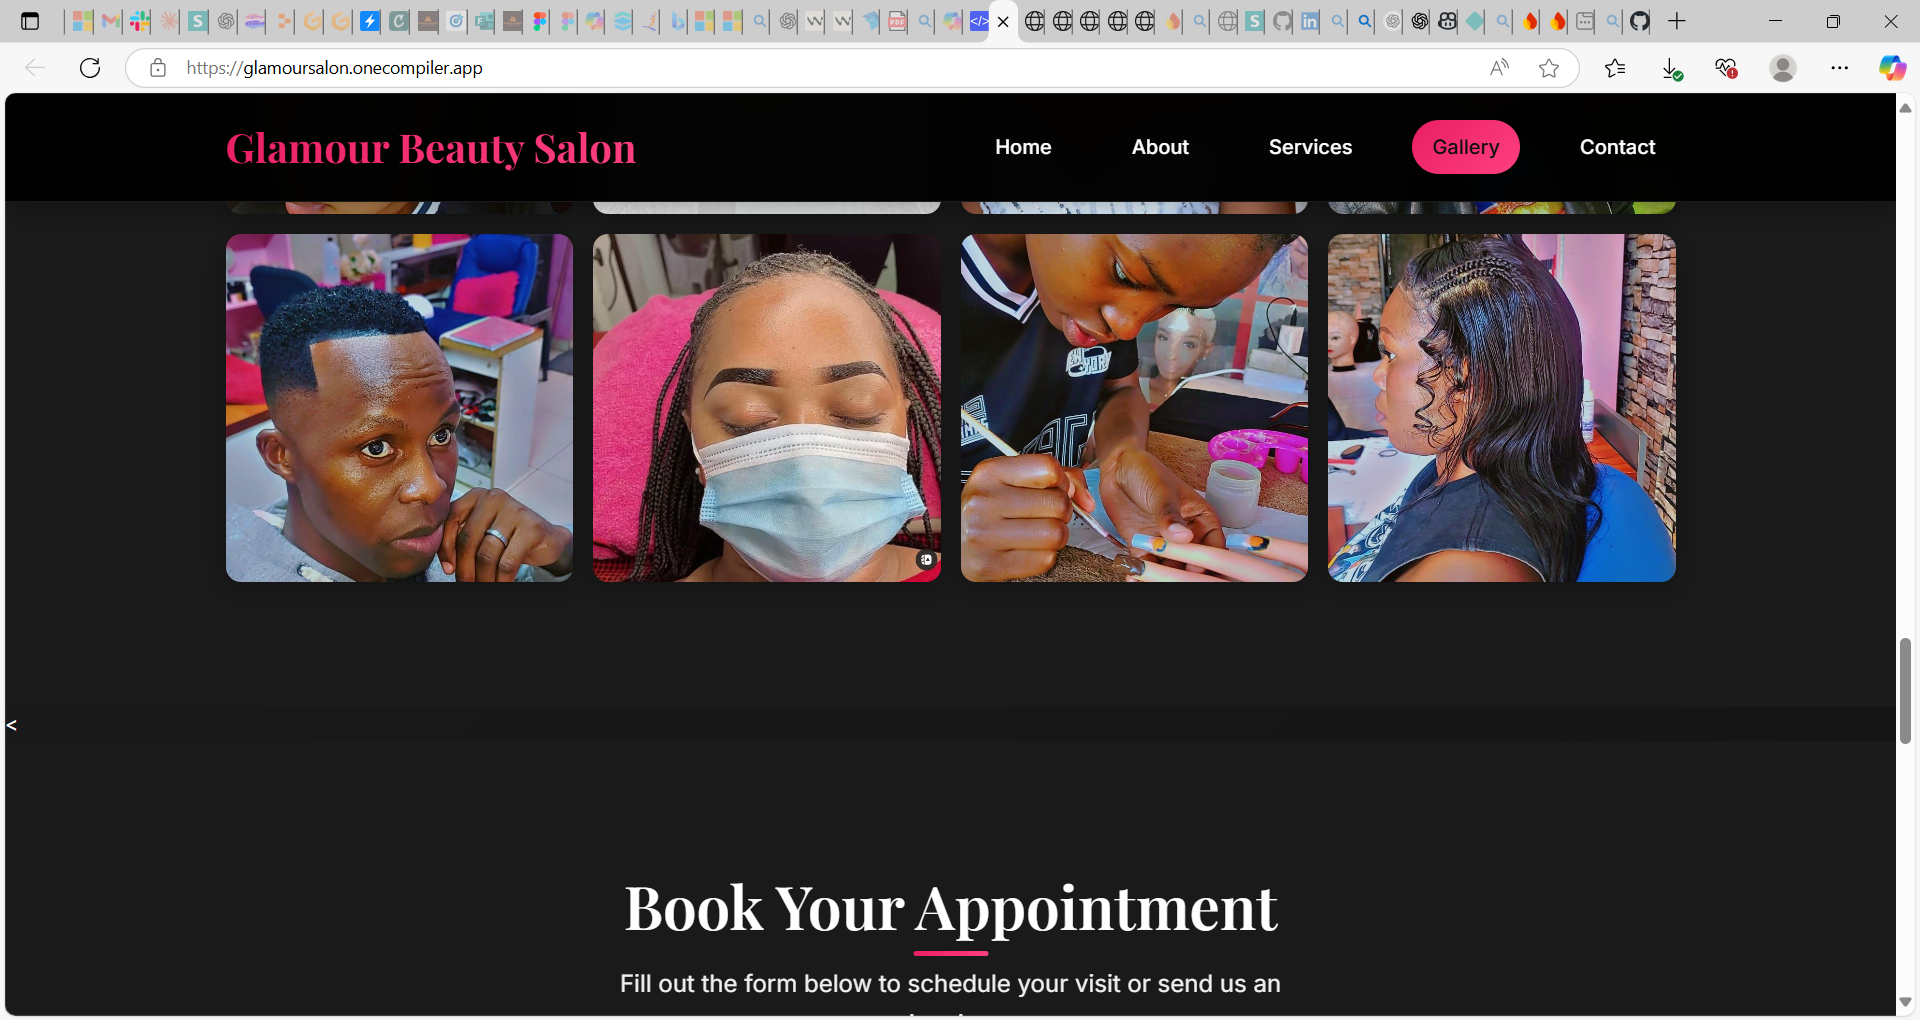 https://glamoursalon.onecompiler.app
Glamour Beauty Salon
Home
About
Services
Gallery
Contact
<
Book Your Appointment
Fill out the form below to schedule your visit or send us an